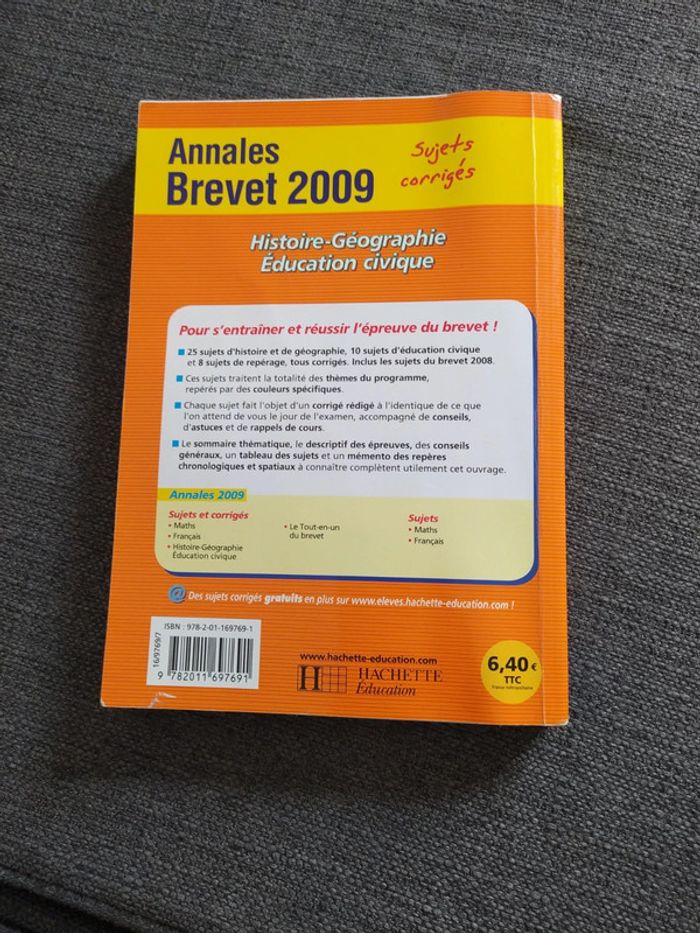 Annales
Brevet 2009
Sujets
corrigés
Histoire-Géographie
Éducation civique
Pour s'entraîner et réussir l'épreuve du brevet !
25 sujets d'histoire et de géographie, 10 sujets d'éducation civique
et 8 sujets de repérage, tous corrigés. Inclus les sujets du brevet 2008.
Ces sujets traitent la totalité des thèmes du programme,
repérés par des couleurs spécifiques.
Chaque sujet fait l'objet d'un corrigé rédigé à l'identique de ce que
l'on attend de vous le jour de l'examen, accompagné de conseils,
d'astuces et de rappels de cours.
Le sommaire thématique, le descriptif des épreuves, des conseils
généraux, un tableau des sujets et un mémento des repères
chronologiques et spatiaux à connaître complètent utilement cet ouvrage.
Annales 2009
Sujets et corrigés
• Maths
• Français
• Histoire-Géographie
Éducation civique
• Le Tout-en-un
du brevet
Sujets
• Maths
• Français
@ Des sujets corrigés gratuits en plus sur www.eleves.hachette-education.com !
ISBN : 978-2-01-169769-1
16/9769/7
9 782011 697691
www.hachette-education.com
H HACHETTE
Éducation
6,40 €
TTC
France métropolitaine